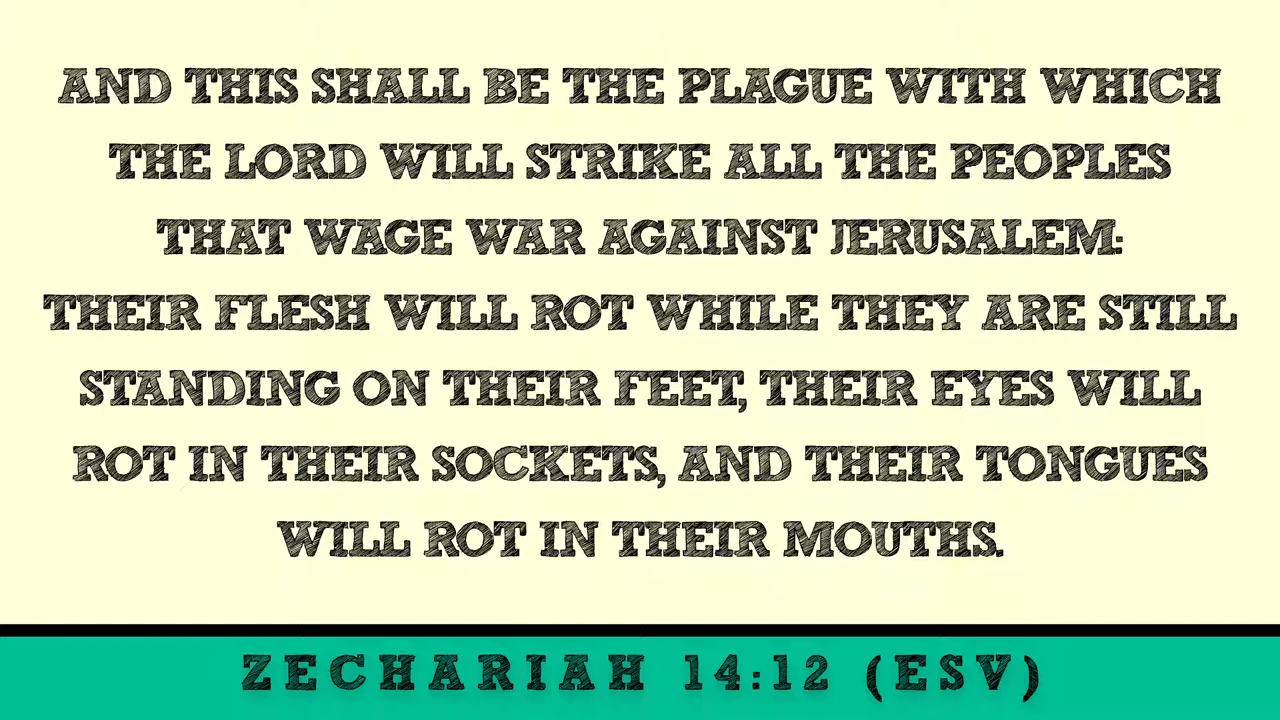 AND THIS SHALL BE THE PLAGUE WITH WHICH
THE LORD WILL STRIKE ALL THE PEOPLES
THAT WAGE WAR AGAINST JERUSALEM:
THEIR FLESH WILL ROT WHILE THEY ARE STILL
STANDING ON THEIR FEET, THEIR EYES WILL
ROT IN THEIR SOCKETS, AND THEIR TONGUES
WILL ROT IN THEIR MOUTHS.
ZECHARIAH 14:12 (ESV)